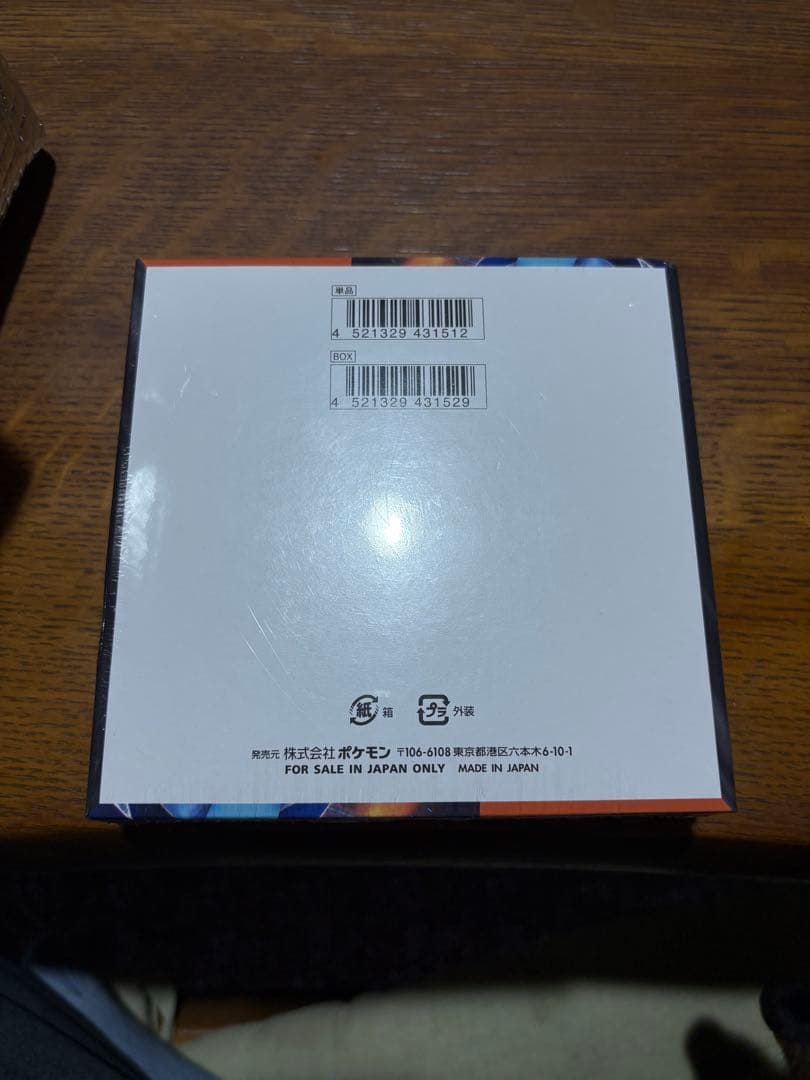 単品
4 521329 431512
BOX
4 521329 431529
紙 箱 プラ 外装
発売元 株式会社ポケモン 〒106-6108 東京都港区六本木6-10-1
FOR SALE IN JAPAN ONLY MADE IN JAPAN